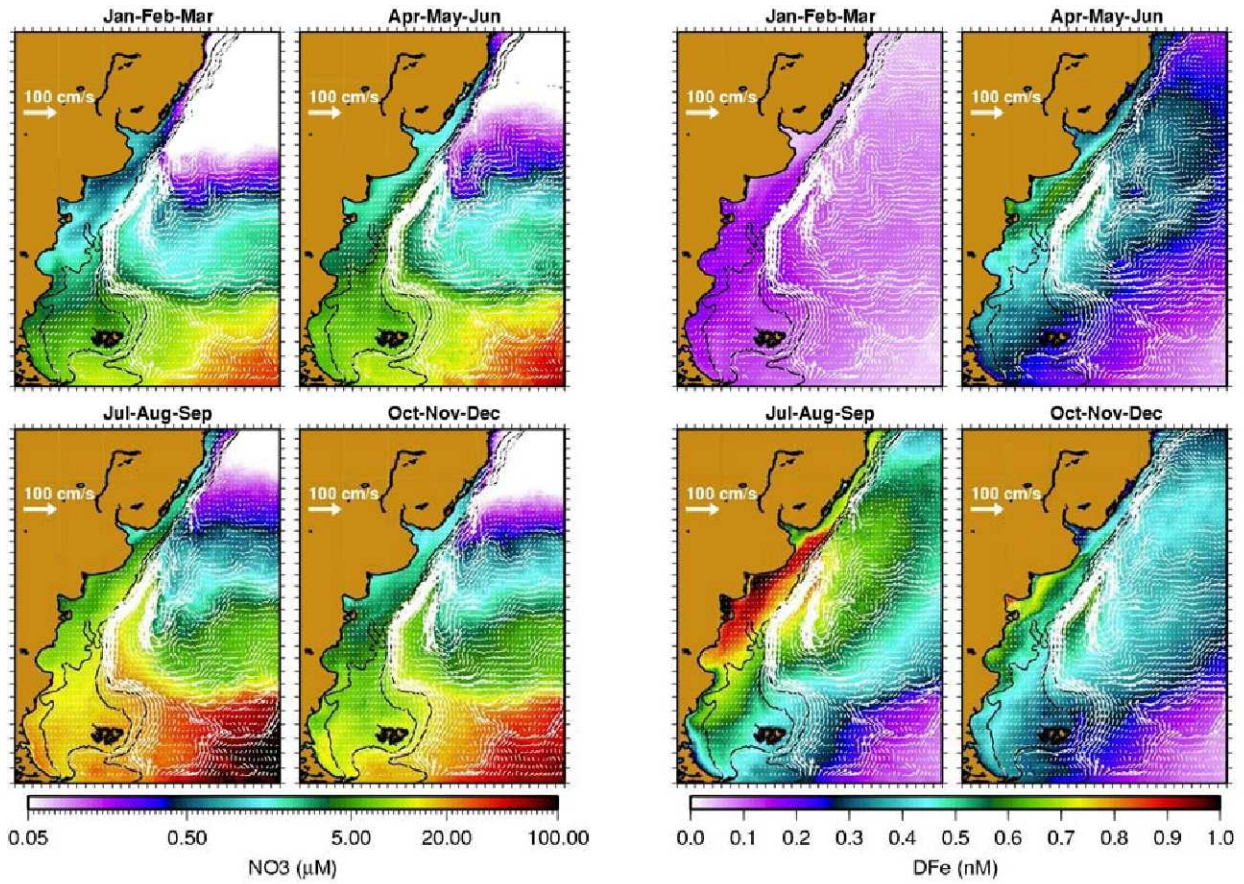 Jan-Feb-Mar
Apr-May-Jun
Jan-Feb-Mar
Apr-May-Jun
100 cm/s
100 cm/s
100 cm/s
100 cm/s
Jul-Aug-Sep
Oct-Nov-Dec
Jul-Aug-Sep
Oct-Nov-Dec
100 cm/s
100 cm/s
100 cm/s
100 cm/s
0.05 0.50 5.00 20.00 100.00
NO3 (μM)
0.0 0.1 0.2 0.3 0.4 0.5 0.6 0.7 0.8 0.9 1.0
DFe (nM)